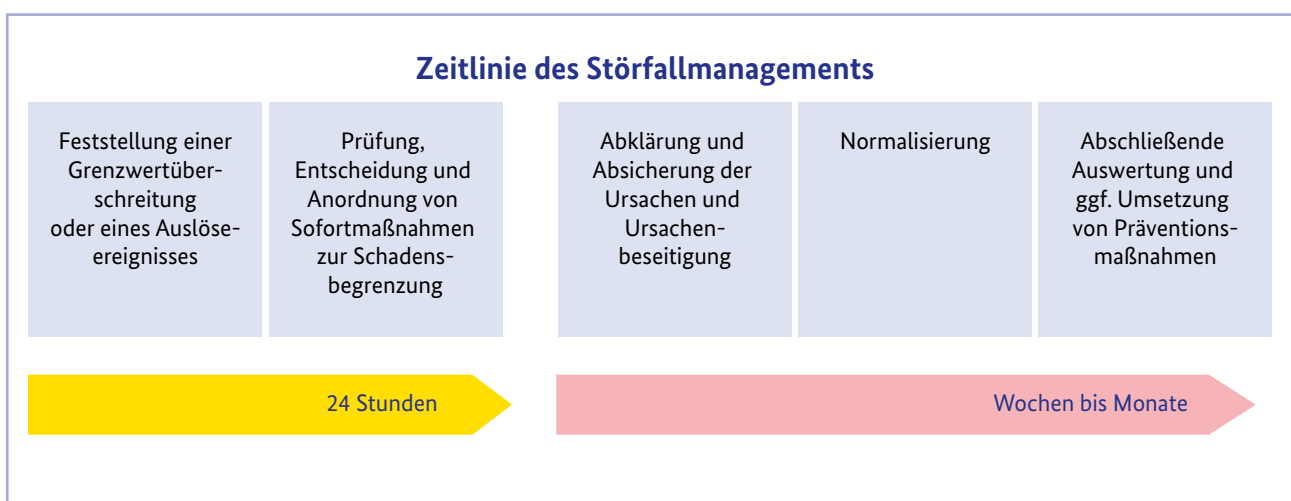 Zeitlinie des Störfallmanagements
Feststellung einer
Grenzwertüber-
schreitung
oder eines Auslöse-
ereignisses
Prüfung,
Entscheidung und
Anordnung von
Sofortmaßnahmen
zur Schadens-
begrenzung
Abklärung und
Absicherung der
Ursachen und
Ursachen-
beseitigung
Normalisierung
Abschließende
Auswertung und
ggf. Umsetzung
von Präventions-
maßnahmen
24 Stunden
Wochen bis Monate